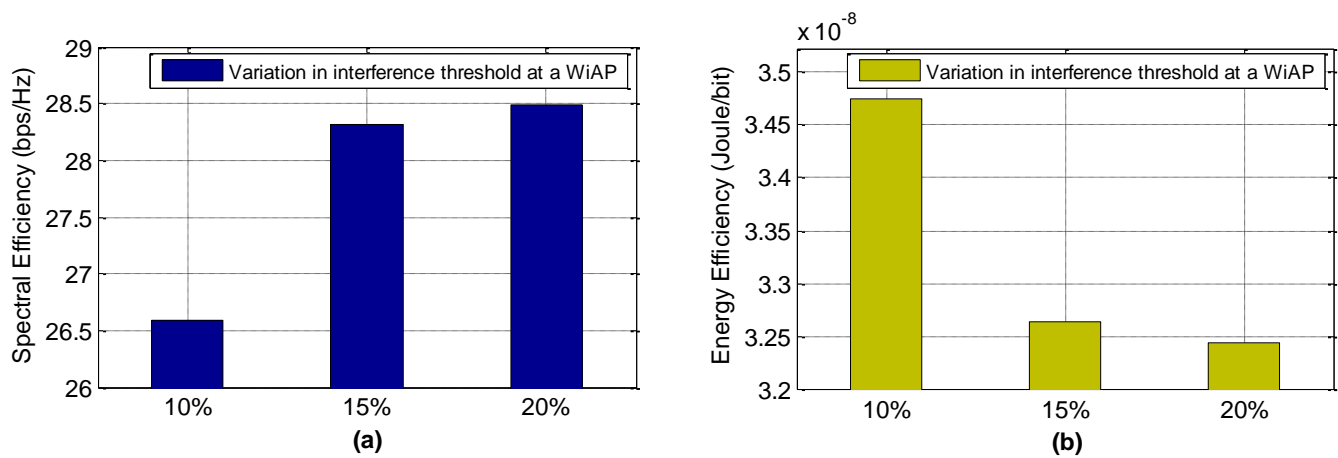 29
28.5
28
27.5
27
26.5
26
Spectral Efficiency (bps/Hz)
Variation in interference threshold at a WiAP
10% 15% 20%
(a)
x 10^-8
3.5
3.45
3.4
3.35
3.3
3.25
3.2
Energy Efficiency (Joule/bit)
Variation in interference threshold at a WiAP
10% 15% 20%
(b)